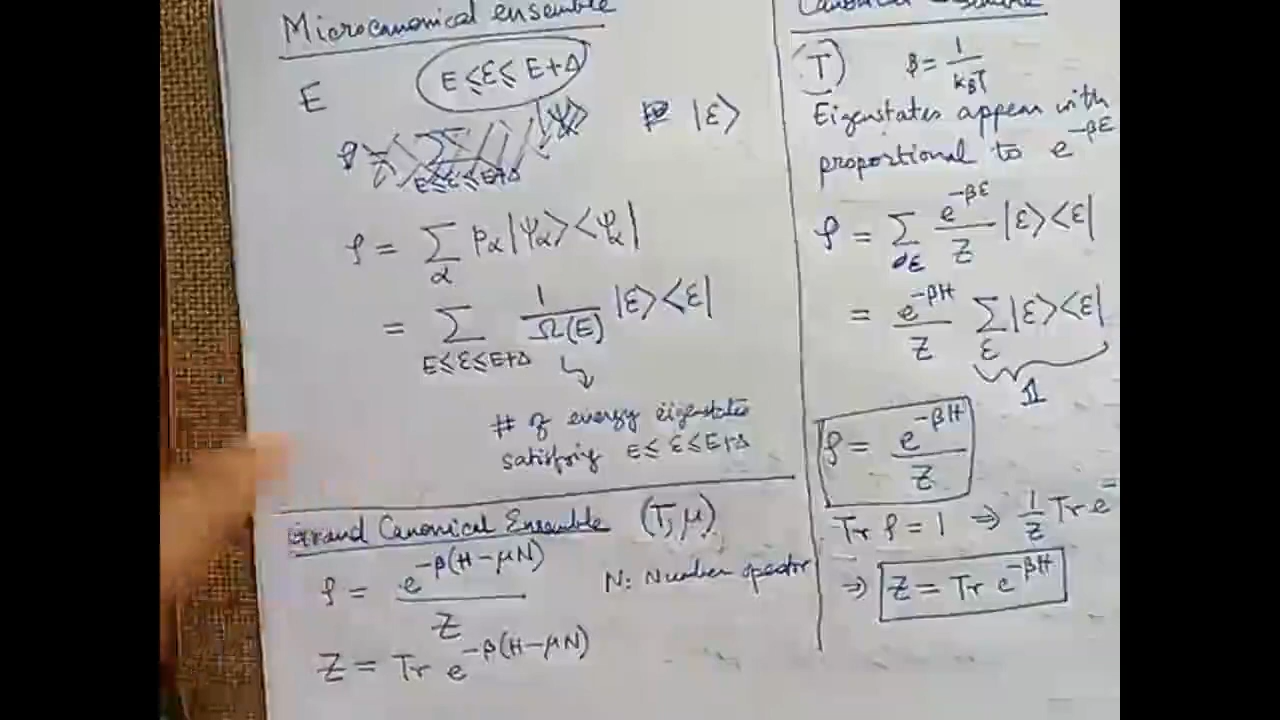 Microcanonical ensemble
E E ≤ ε ≤ E+Δ
E≤ε≤E+Δ |ε⟩
ρ = Σ_α p_α |ψ_α⟩⟨ψ_α|
= Σ_{E≤ε≤E+Δ} 1/Ω(E) |ε⟩⟨ε|
# of energy eigenstates
satisfying E≤ ε ≤E+Δ
Grand Canonical Ensemble (T, μ)
ρ = e^{-β(H-μN)} / Z N: Number operator
Z = Tr e^{-β(H-μN)}
Canonical Ensemble
(T) β = 1/k_BT
Eigenstates appear with
proportional to e^{-βε}
ρ = Σ_ε e^{-βε}/Z |ε⟩⟨ε|
= e^{-βH}/Z Σ_ε |ε⟩⟨ε|
𝟙
ρ = e^{-βH}/Z
Tr ρ = 1 ⇒ 1/Z Tr e^-
⇒ Z = Tr e^{-βH}